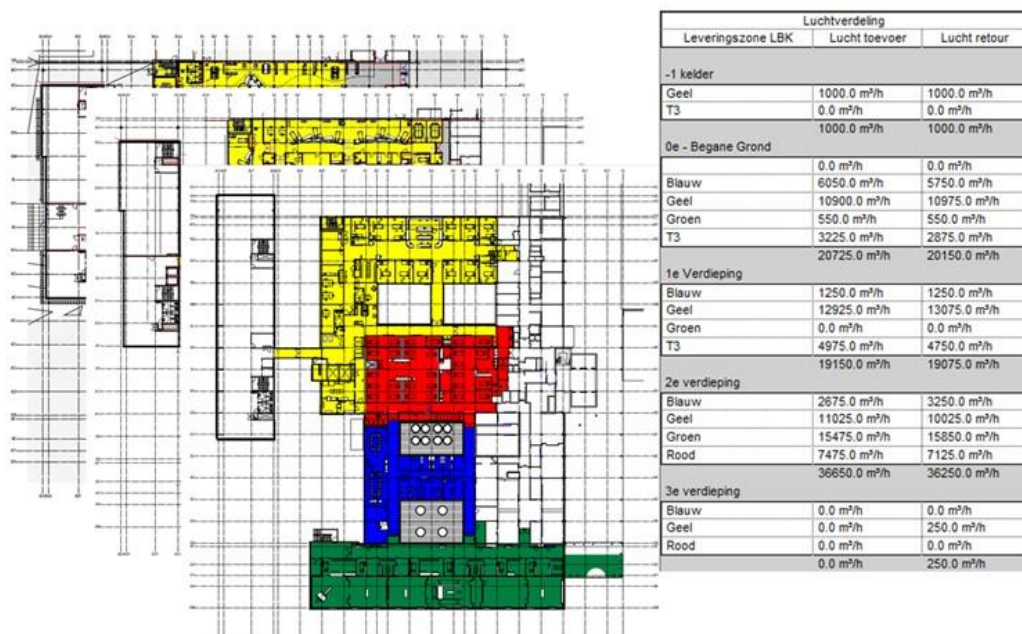 Luchtverdeling
Leveringszone LBK Lucht toevoer Lucht retour
-1 kelder
Geel 1000.0 m³/h 1000.0 m³/h
T3 0.0 m³/h 0.0 m³/h
1000.0 m³/h 1000.0 m³/h
0e - Begane Grond
0.0 m³/h 0.0 m³/h
Blauw 6050.0 m³/h 5750.0 m³/h
Geel 10900.0 m³/h 10975.0 m³/h
Groen 550.0 m³/h 550.0 m³/h
T3 3225.0 m³/h 2875.0 m³/h
20725.0 m³/h 20150.0 m³/h
1e Verdieping
Blauw 1250.0 m³/h 1250.0 m³/h
Geel 12925.0 m³/h 13075.0 m³/h
Groen 0.0 m³/h 0.0 m³/h
T3 4975.0 m³/h 4750.0 m³/h
19150.0 m³/h 19075.0 m³/h
2e verdieping
Blauw 2675.0 m³/h 3250.0 m³/h
Geel 11025.0 m³/h 10025.0 m³/h
Groen 15475.0 m³/h 15850.0 m³/h
Rood 7475.0 m³/h 7125.0 m³/h
36650.0 m³/h 36250.0 m³/h
3e verdieping
Blauw 0.0 m³/h 0.0 m³/h
Geel 0.0 m³/h 250.0 m³/h
Rood 0.0 m³/h 0.0 m³/h
0.0 m³/h 250.0 m³/h